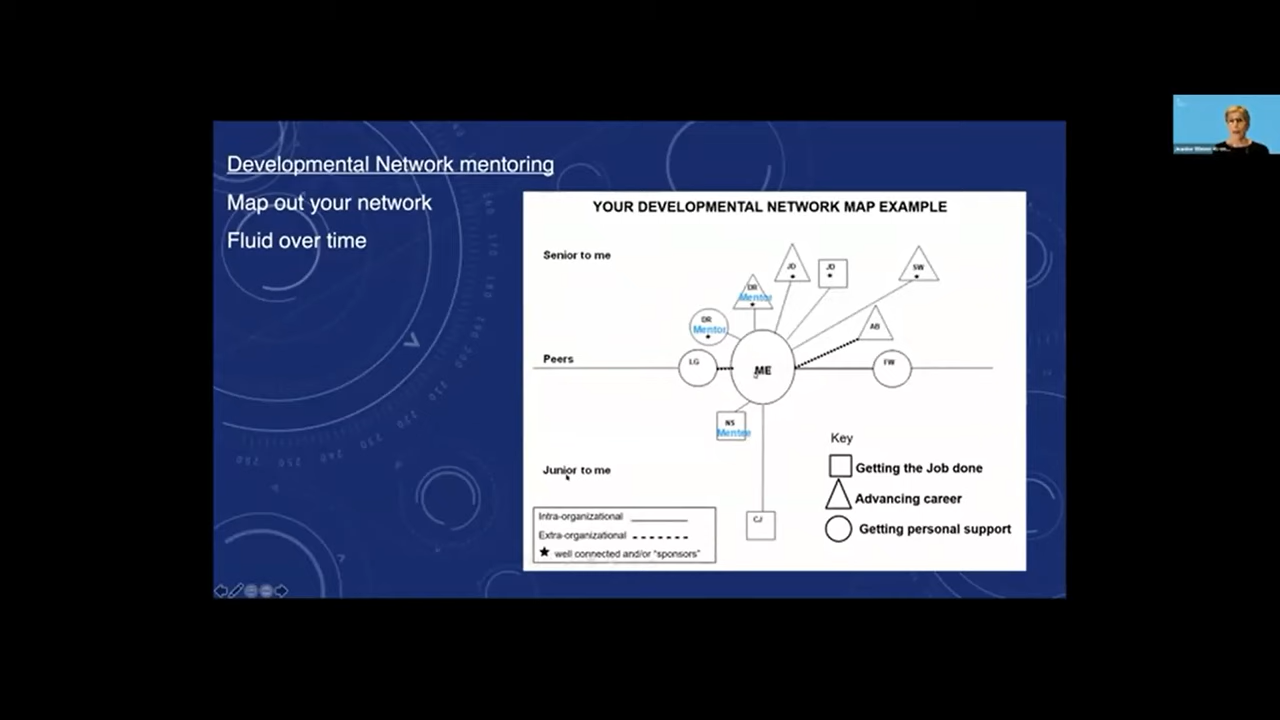 Developmental Network mentoring
Map out your network
Fluid over time
YOUR DEVELOPMENTAL NETWORK MAP EXAMPLE
Senior to me
JD
JD
SW
DR
Mentor
DR
Mentor
AB
Peers
LG
ME
FW
NS
Mentee
Key
Getting the Job done
Junior to me
Advancing career
Intra-organizational
CJ
Getting personal support
Extra-organizational
well connected and/or "sponsors"